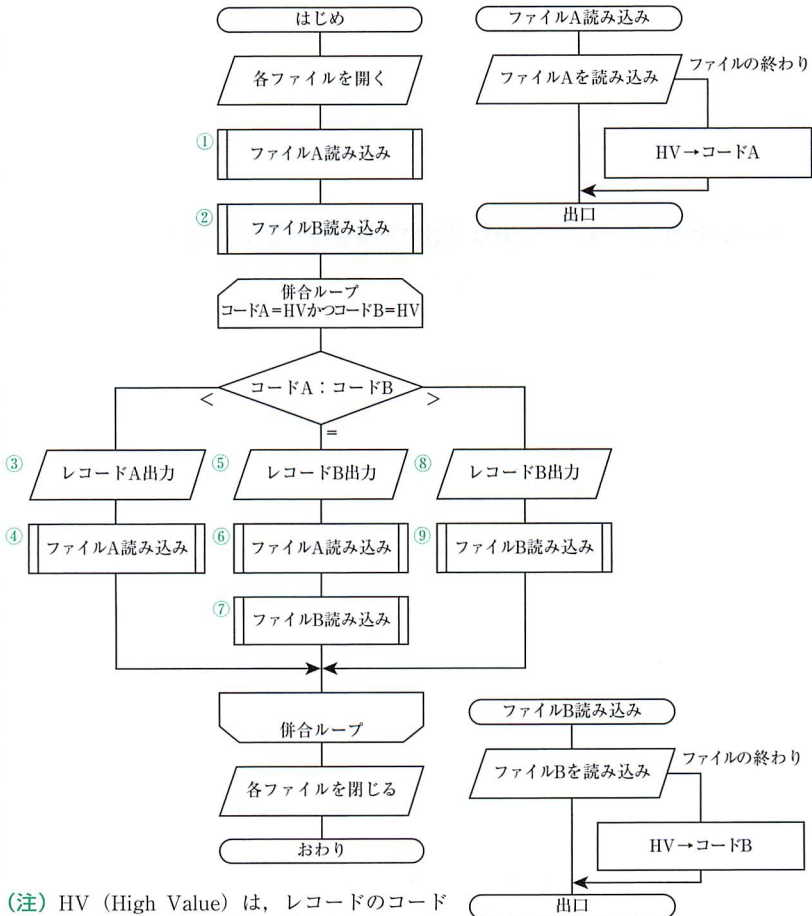 はじめ
各ファイルを開く
① ファイルA読み込み
② ファイルB読み込み
併合ループ
コードA=HVかつコードB=HV
コードA:コードB
<
=
>
③ レコードA出力
④ ファイルA読み込み
⑤ レコードB出力
⑥ ファイルA読み込み
⑦ ファイルB読み込み
⑧ レコードB出力
⑨ ファイルB読み込み
併合ループ
各ファイルを閉じる
おわり
ファイルA読み込み
ファイルAを読み込み
ファイルの終わり
HV→コードA
出口
ファイルB読み込み
ファイルBを読み込み
ファイルの終わり
HV→コードB
出口
(注) HV (High Value) は,レコードのコード